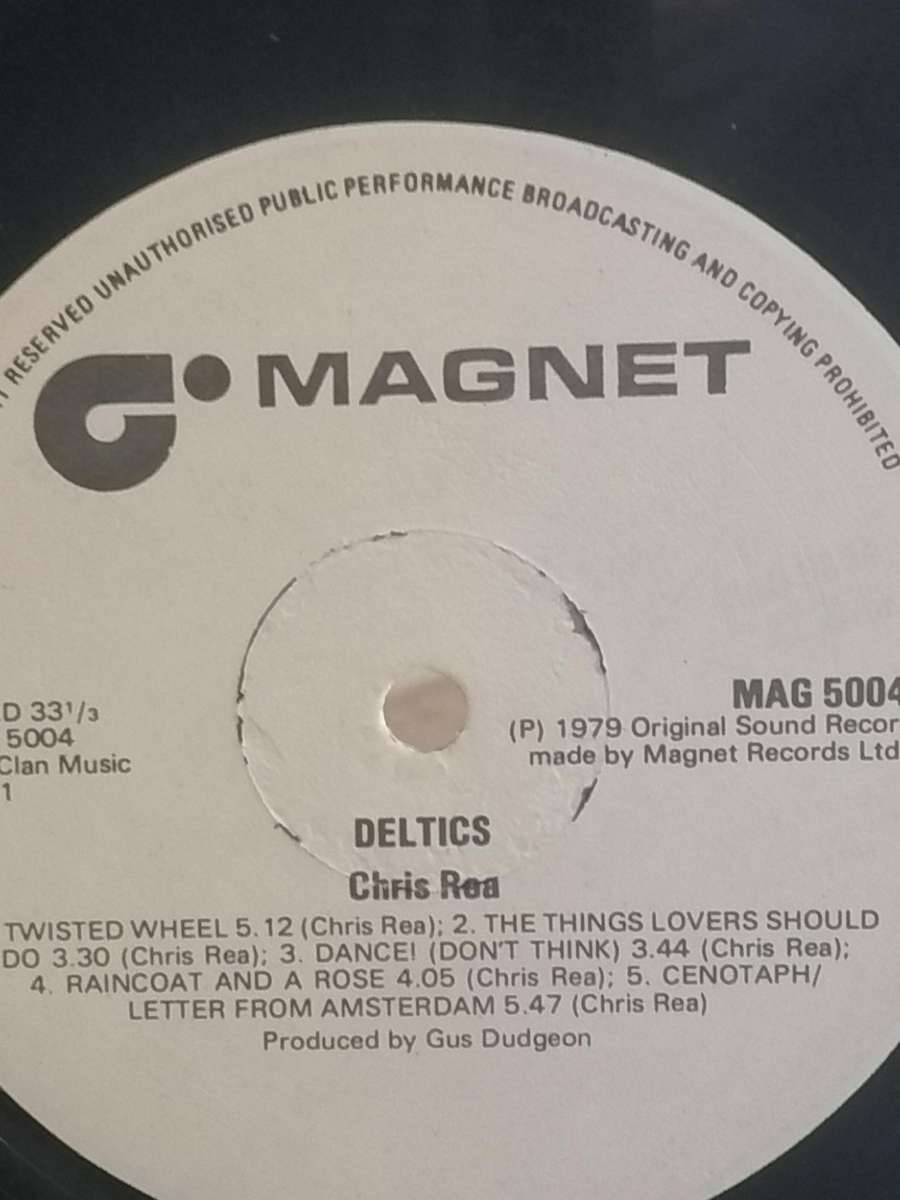 RESERVED UNAUTHORISED PUBLIC PERFORMANCE BROADCASTING AND COPYING PROHIBITED
MAGNET
D 33¹/₃
5004
Clan Music
1
MAG 5004
(P) 1979 Original Sound Recor
made by Magnet Records Ltd
DELTICS
Chris Rea
TWISTED WHEEL 5.12 (Chris Rea); 2. THE THINGS LOVERS SHOULD
DO 3.30 (Chris Rea); 3. DANCE! (DON'T THINK) 3.44 (Chris Rea);
4. RAINCOAT AND A ROSE 4.05 (Chris Rea); 5. CENOTAPH/
LETTER FROM AMSTERDAM 5.47 (Chris Rea)
Produced by Gus Dudgeon